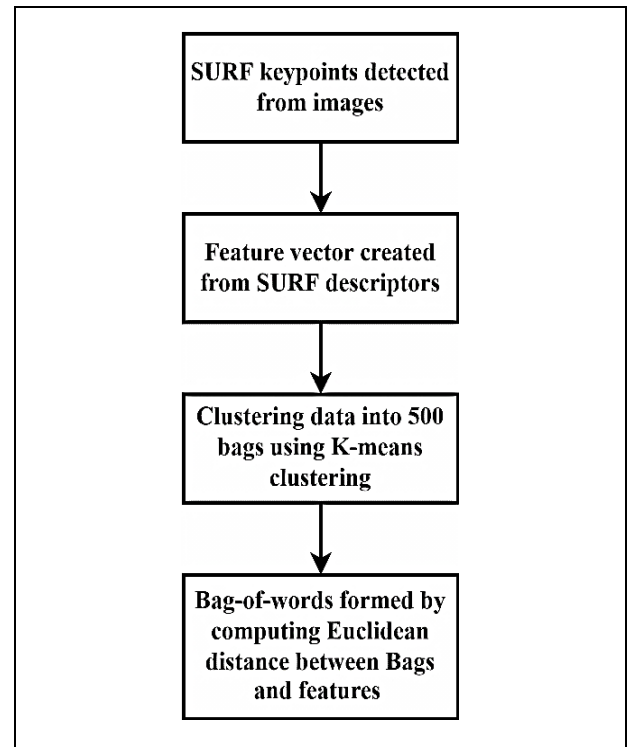 SURF keypoints detected
from images
Feature vector created
from SURF descriptors
Clustering data into 500
bags using K-means
clustering
Bag-of-words formed by
computing Euclidean
distance between Bags
and features